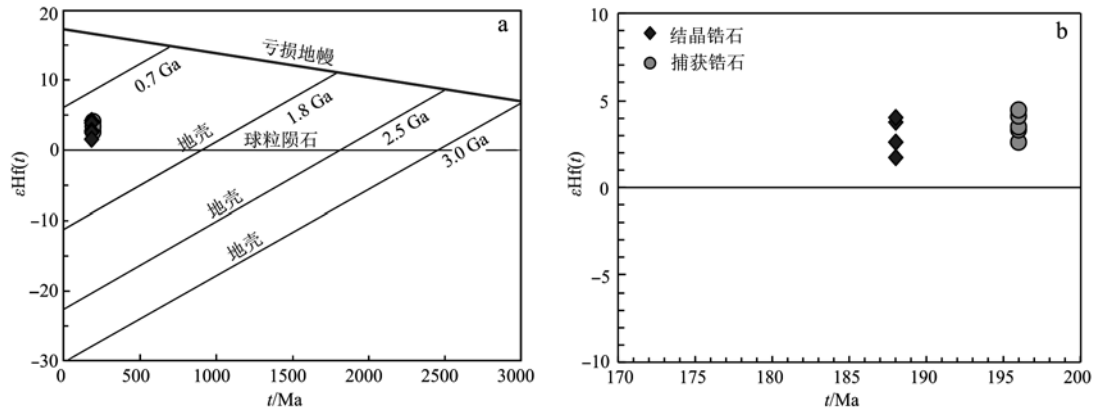 a
20
10
0
-10
-20
-30
εHf(t)
0
500
1000
1500
2000
2500
3000
t/Ma
亏损地幔
0.7 Ga
地壳
1.8 Ga
球粒陨石
2.5 Ga
地壳
3.0 Ga
地壳
b
10
5
0
-5
-10
εHf(t)
170
175
180
185
190
195
200
t/Ma
结晶锆石
捕获锆石